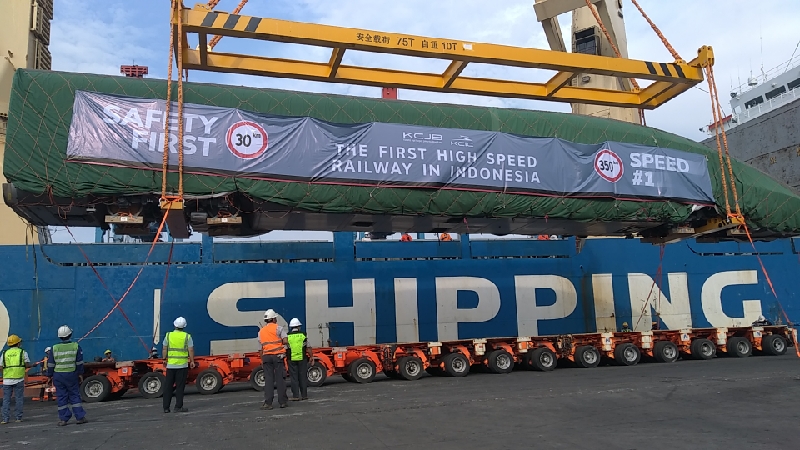 安全载荷 75T 自重 10T
SAFETY
FIRST
30
KCJB
KCIC
THE FIRST HIGH SPEED
RAILWAY IN INDONESIA
350
SPEED
#1
SHIPPING